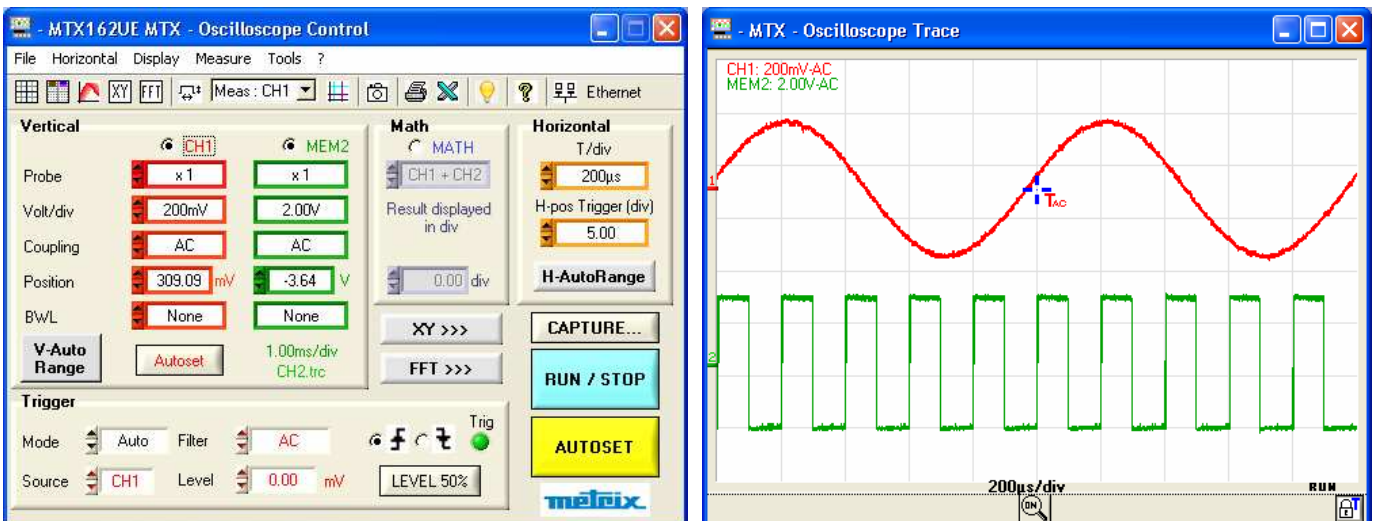 - MTX162UE MTX - Oscilloscope Control
File Horizontal Display Measure Tools ?
XY FFT Meas : CH1 Ethernet
Vertical
CH1 MEM2
Probe x 1 x 1
Volt/div 200mV 2.00V
Coupling AC AC
Position 309.09 mV -3.64 V
BWL None None
V-Auto
Range
Autoset
1.00ms/div
CH2.trc
Math
MATH
CH1 + CH2
Result displayed
in div
0.00 div
XY >>>
FFT >>>
Horizontal
T/div
200µs
H-pos Trigger (div)
5.00
H-AutoRange
CAPTURE...
RUN / STOP
AUTOSET
metrix
Trigger
Mode Auto Filter AC Trig
Source CH1 Level 0.00 mV LEVEL 50%
- MTX - Oscilloscope Trace
CH1: 200mV-AC
MEM2: 2.00V-AC
1
TAC
2
200µs/div RUN
ON T